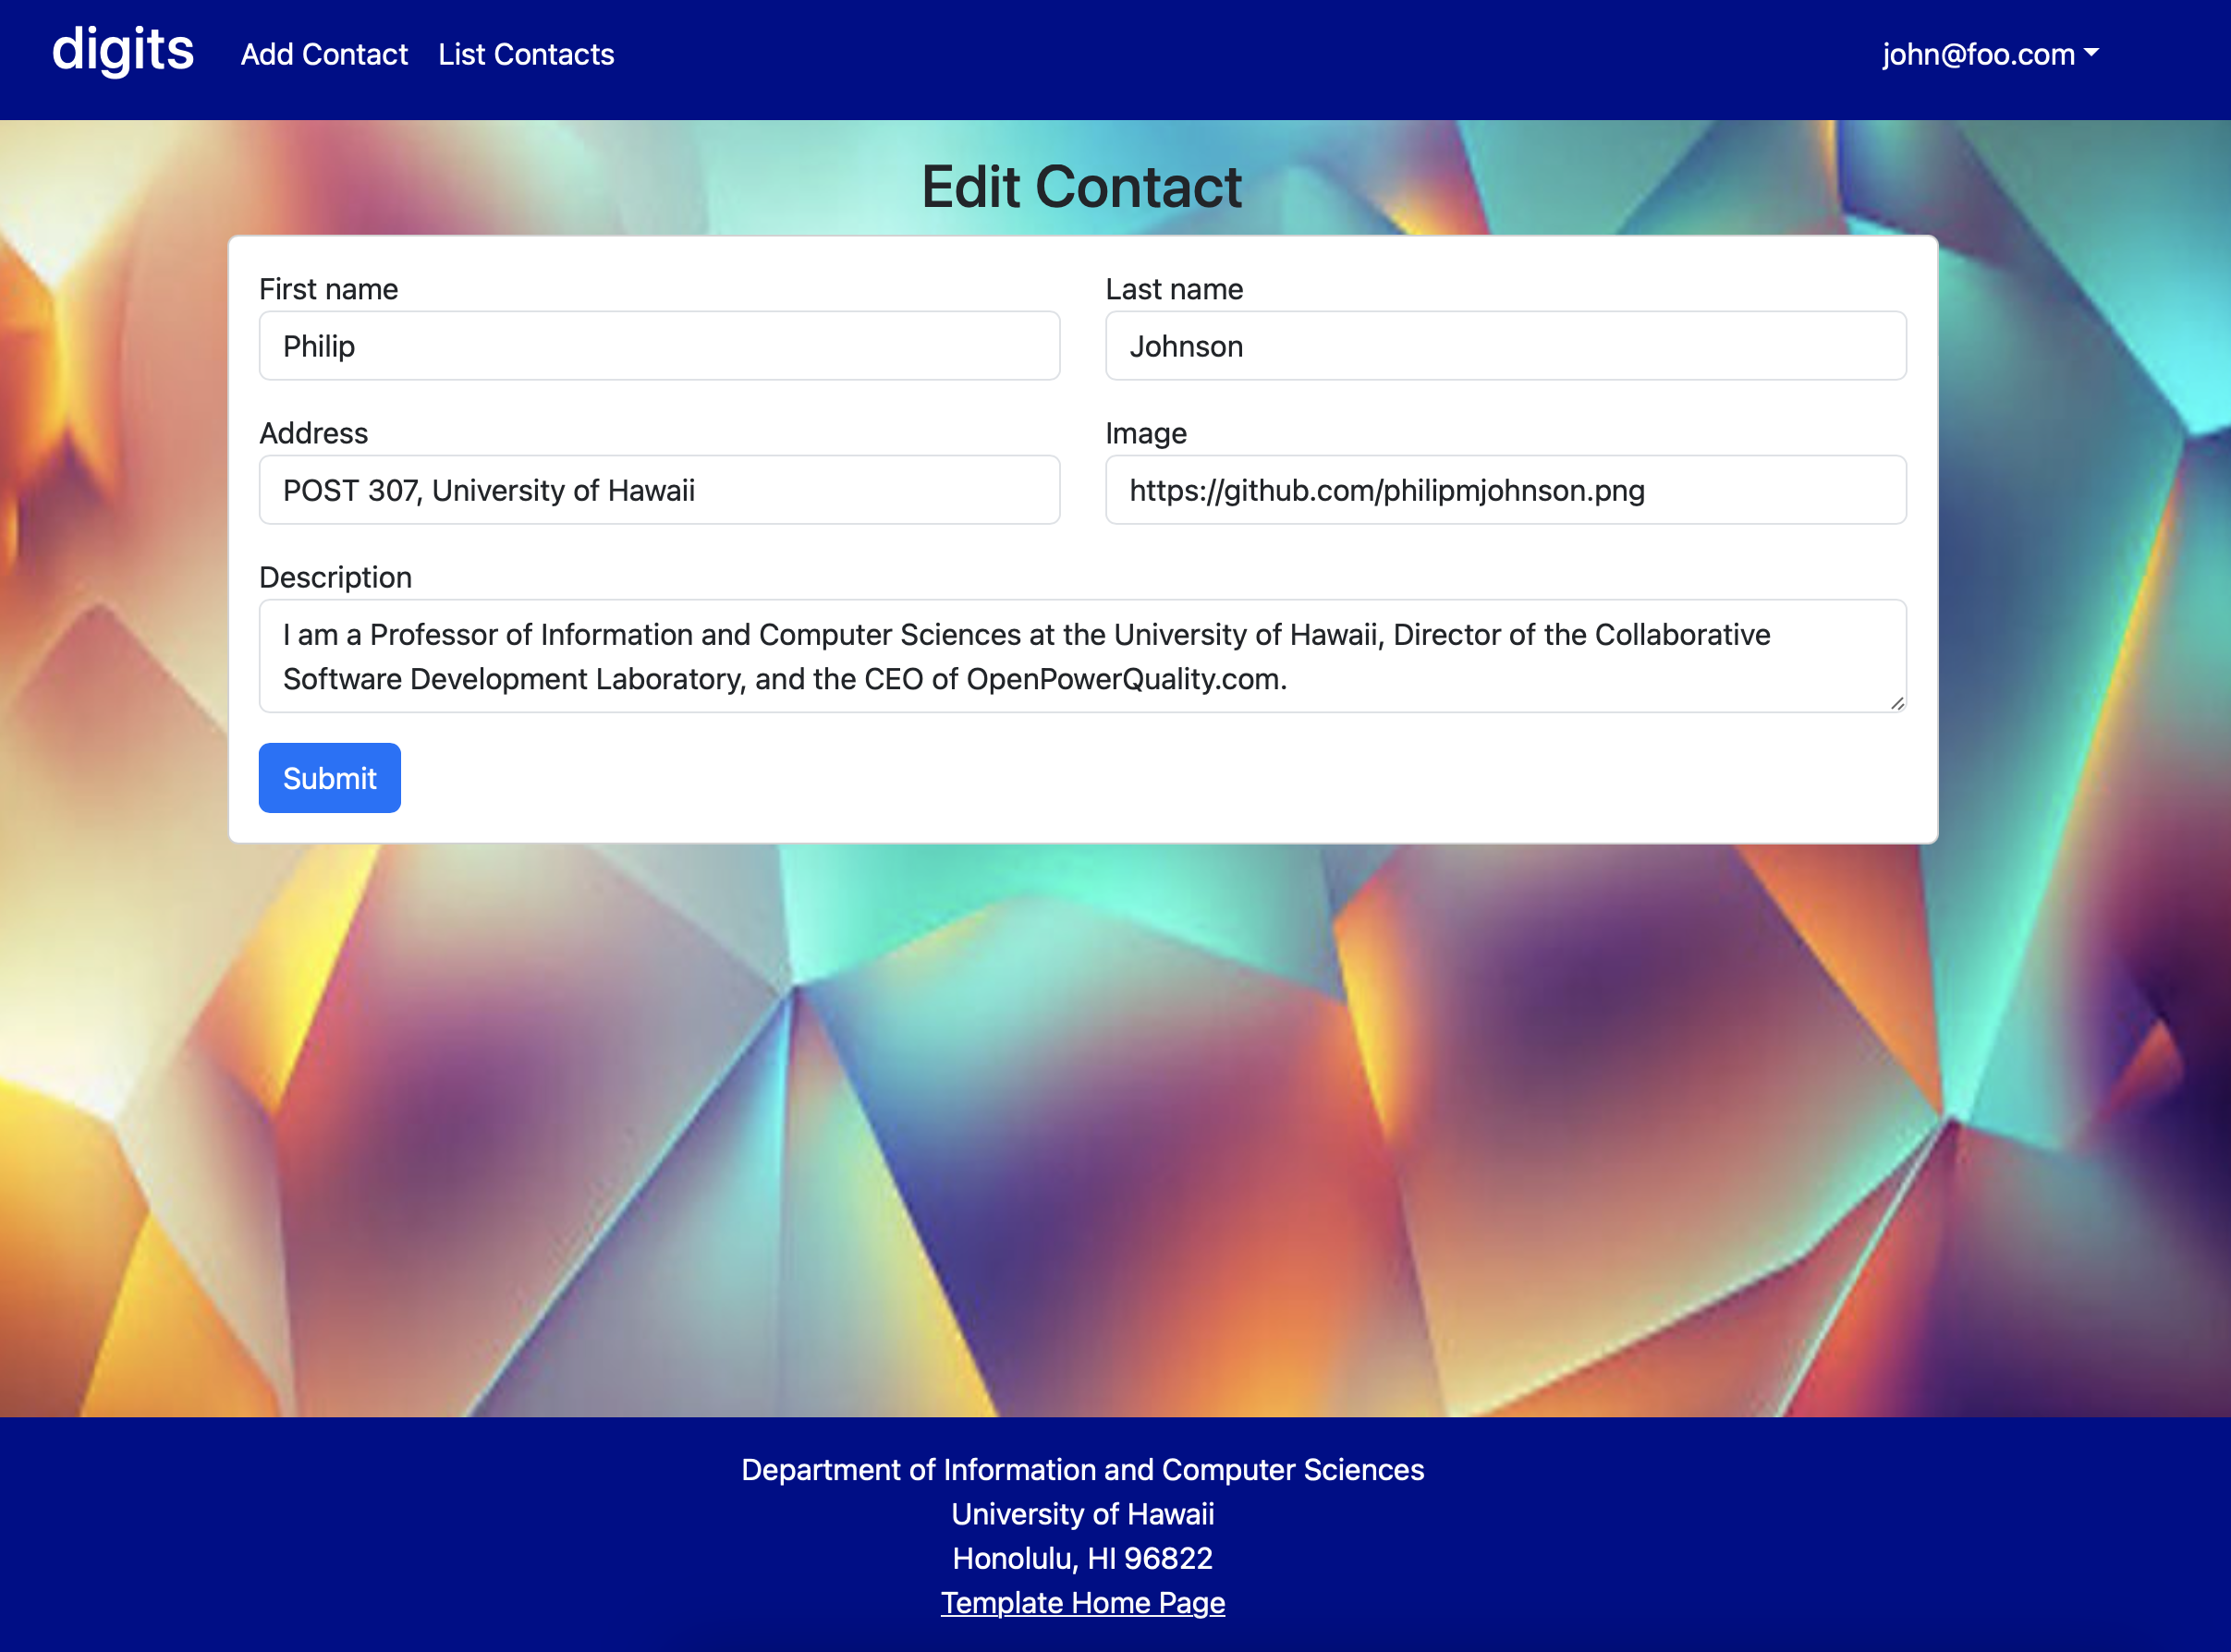 digits
Add Contact
List Contacts
john@foo.com
Edit Contact
First name
Last name
Philip
Johnson
Address
Image
POST 307, University of Hawaii
https://github.com/philipmjohnson.png
Description
I am a Professor of Information and Computer Sciences at the University of Hawaii, Director of the Collaborative
Software Development Laboratory, and the CEO of OpenPowerQuality.com.
Submit
Department of Information and Computer Sciences
University of Hawaii
Honolulu, HI 96822
Template Home Page